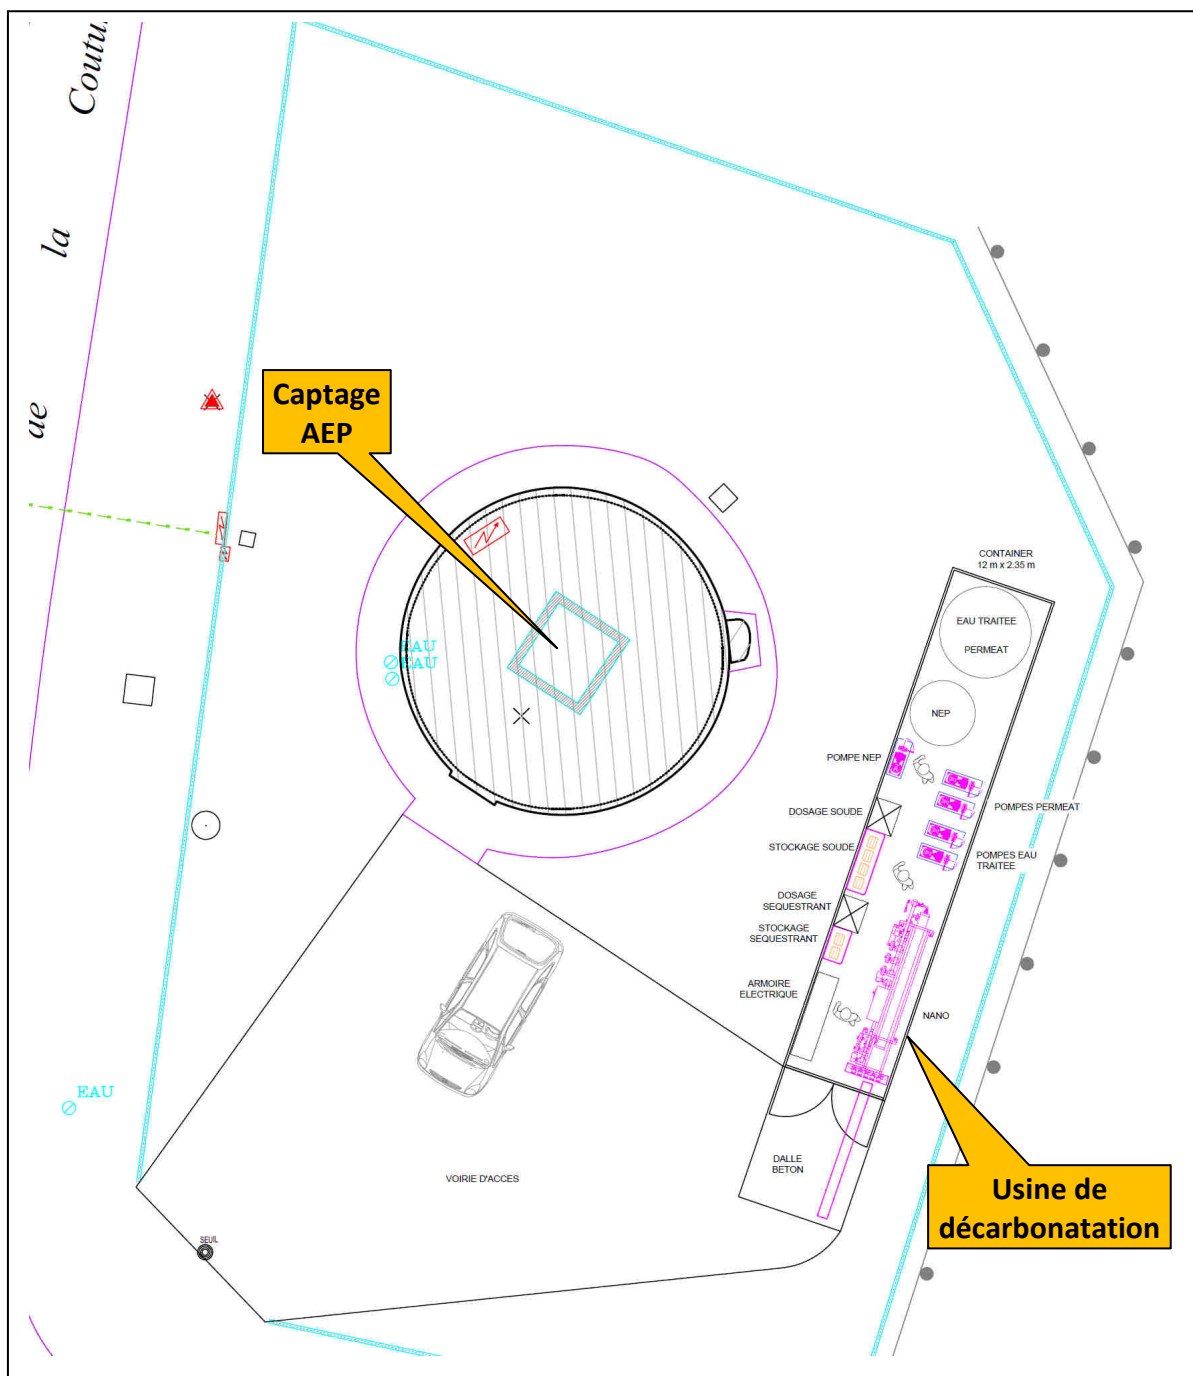 Coutu
la
de
Captage
AEP
EAU
EAU
CONTAINER
12 m x 2.35 m
EAU TRAITEE
PERMEAT
NEP
POMPE NEP
DOSAGE SOUDE
POMPES PERMEAT
STOCKAGE SOUDE
POMPES EAU
TRAITEE
DOSAGE
SEQUESTRANT
STOCKAGE
SEQUESTRANT
ARMOIRE
ELECTRIQUE
NANO
EAU
DALLE
BETON
VOIRIE D'ACCES
Usine de
décarbonatation
SEUIL